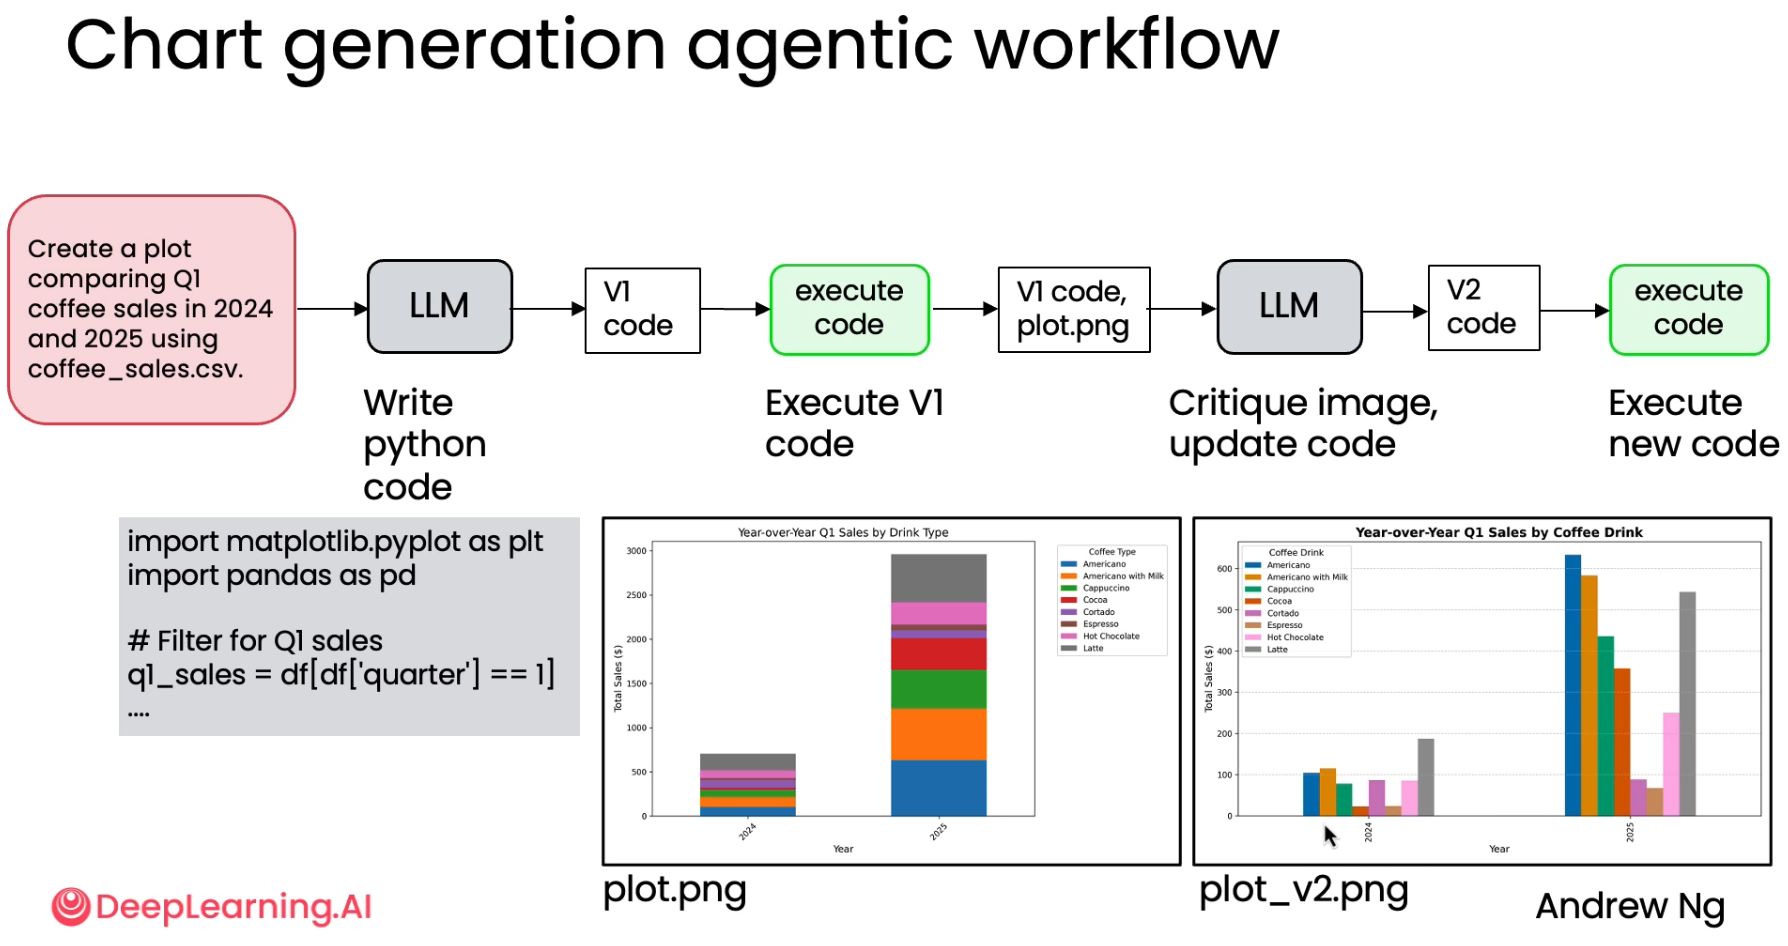 Chart generation agentic workflow
Create a plot
comparing Q1
coffee sales in 2024
and 2025 using
coffee_sales.csv.
LLM
V1
code
execute
code
V1 code,
plot.png
LLM
V2
code
execute
code
Write
python
code
Execute V1
code
Critique image,
update code
Execute
new code
import matplotlib.pyplot as plt
import pandas as pd
# Filter for Q1 sales
q1_sales = df[df['quarter'] == 1]
....
Year-over-Year Q1 Sales by Drink Type
Total Sales ($)
3000
2500
2000
1500
1000
500
0
2024
2025
Year
Coffee Type
Americano
Americano with Milk
Cappuccino
Cocoa
Cortado
Espresso
Hot Chocolate
Latte
plot.png
Year-over-Year Q1 Sales by Coffee Drink
Total Sales ($)
600
500
400
300
200
100
0
Coffee Drink
Americano
Americano with Milk
Cappuccino
Cocoa
Cortado
Espresso
Hot Chocolate
Latte
2024
2025
Year
plot_v2.png
DeepLearning.AI
Andrew Ng